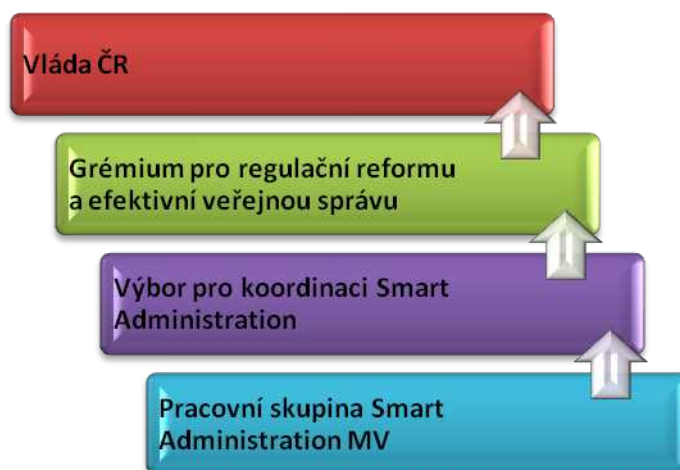 Vláda ČR
Grémium pro regulační reformu
a efektivní veřejnou správu
Výbor pro koordinaci Smart
Administration
Pracovní skupina Smart
Administration MV